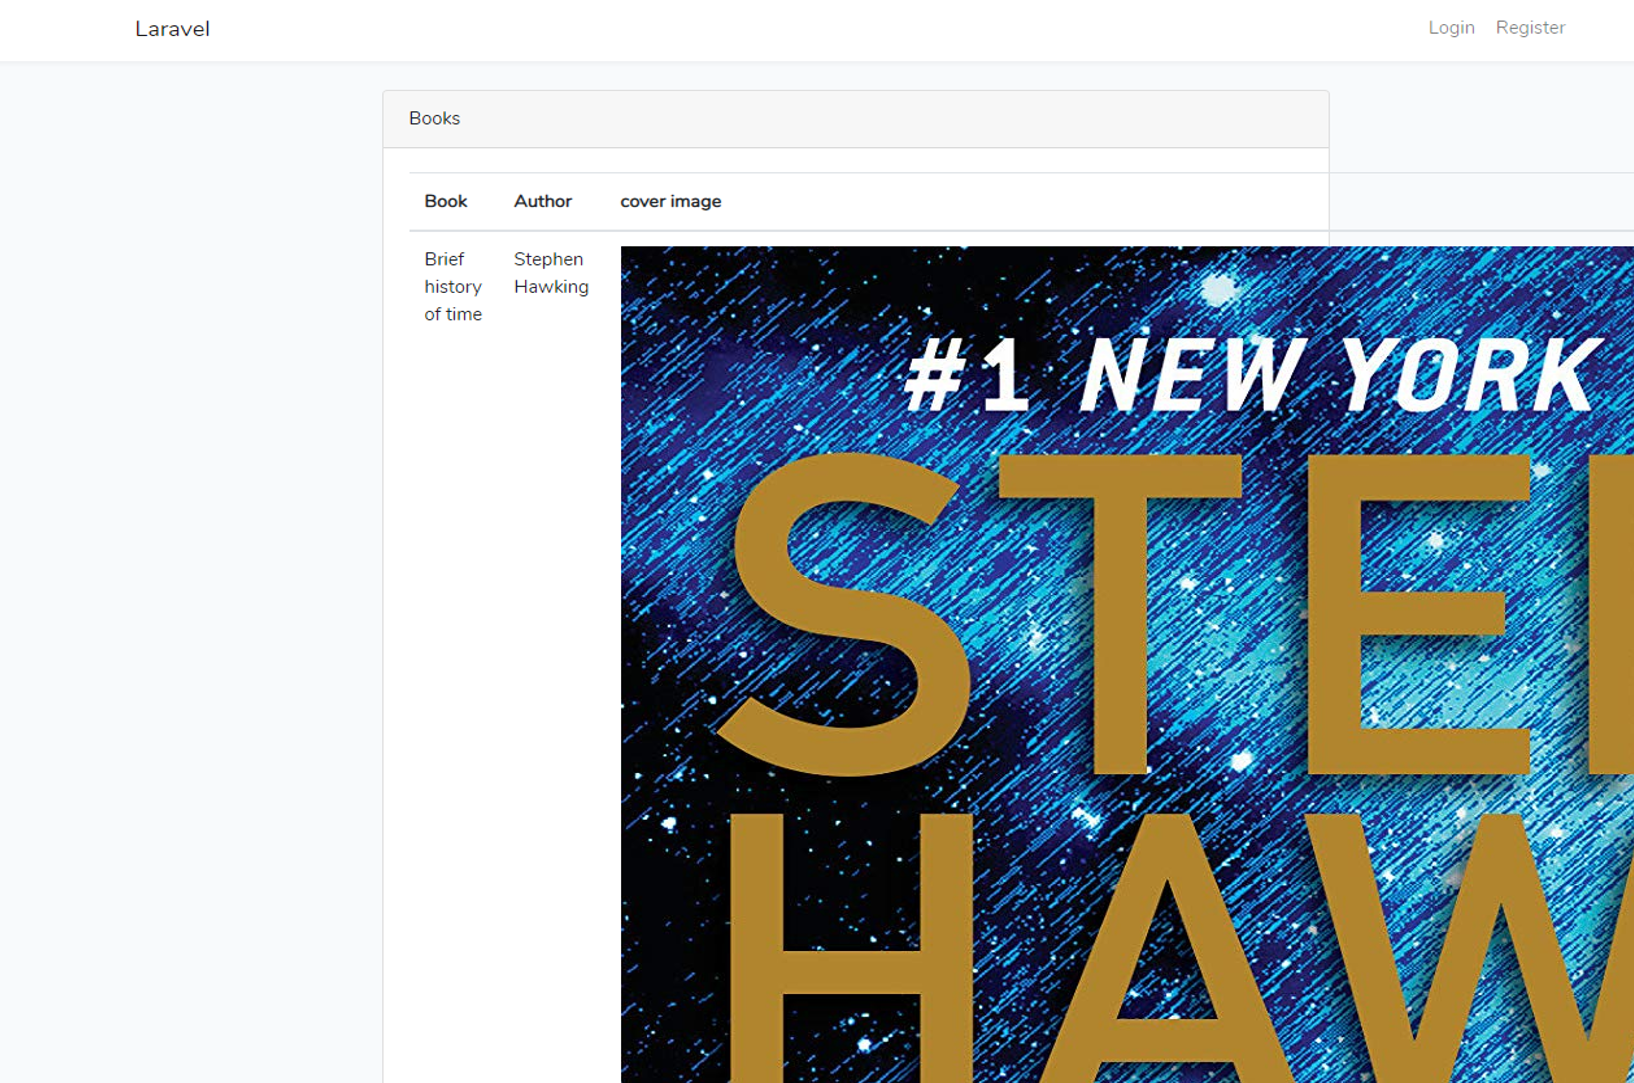 Laravel
Login Register
Books
Book Author cover image
Brief
history
of time
Stephen
Hawking
#1 NEW YORK
STE
HAW